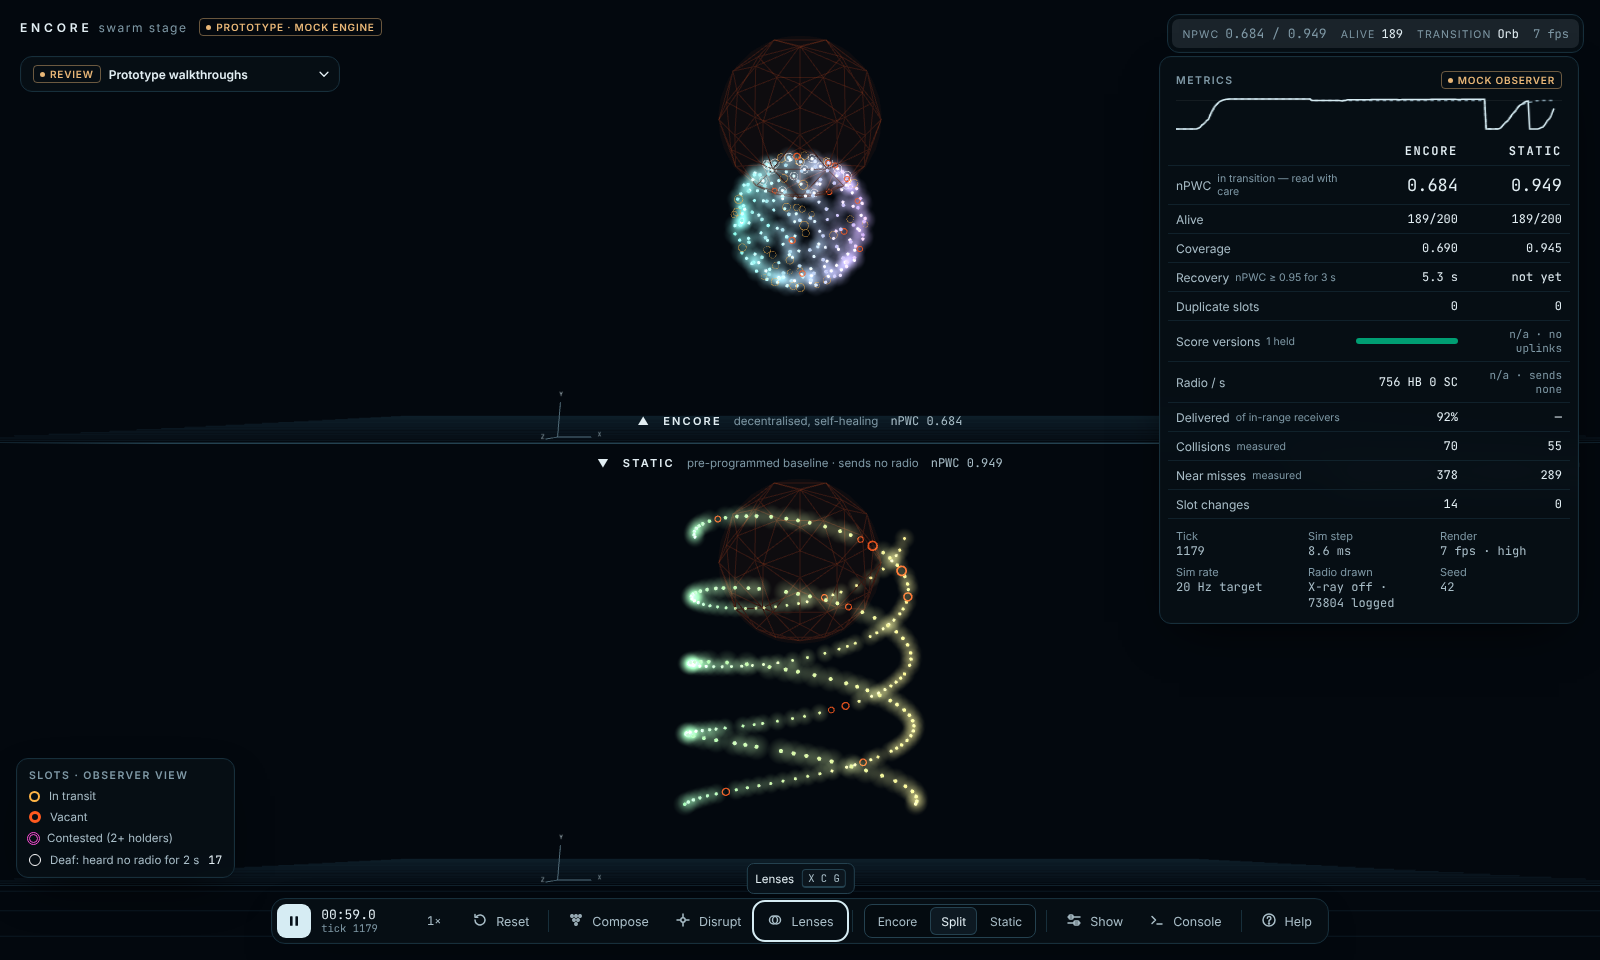 ENCORE swarm stage PROTOTYPE · MOCK ENGINE
REVIEW Prototype walkthroughs
NPWC 0.684 / 0.949 ALIVE 189 TRANSITION Orb 7 fps
METRICS MOCK OBSERVER
ENCORE STATIC
nPWC in transition — read with care 0.684 0.949
Alive 189/200 189/200
Coverage 0.690 0.945
Recovery nPWC ≥ 0.95 for 3 s 5.3 s not yet
Duplicate slots 0 0
Score versions 1 held n/a · no uplinks
Radio / s 756 HB 0 SC n/a · sends none
Delivered of in-range receivers 92% —
Collisions measured 70 55
Near misses measured 378 289
Slot changes 14 0
Tick Sim step Render
1179 8.6 ms 7 fps · high
Sim rate Radio drawn Seed
20 Hz target X-ray off · 42
73804 logged
Y
Z X
▲ ENCORE decentralised, self-healing nPWC 0.684
▼ STATIC pre-programmed baseline · sends no radio nPWC 0.949
SLOTS · OBSERVER VIEW
In transit
Vacant
Contested (2+ holders)
Deaf: heard no radio for 2 s 17
Y
Z X
Lenses X C G
00:59.0
tick 1179
1× Reset Compose Disrupt Lenses Encore Split Static Show Console Help